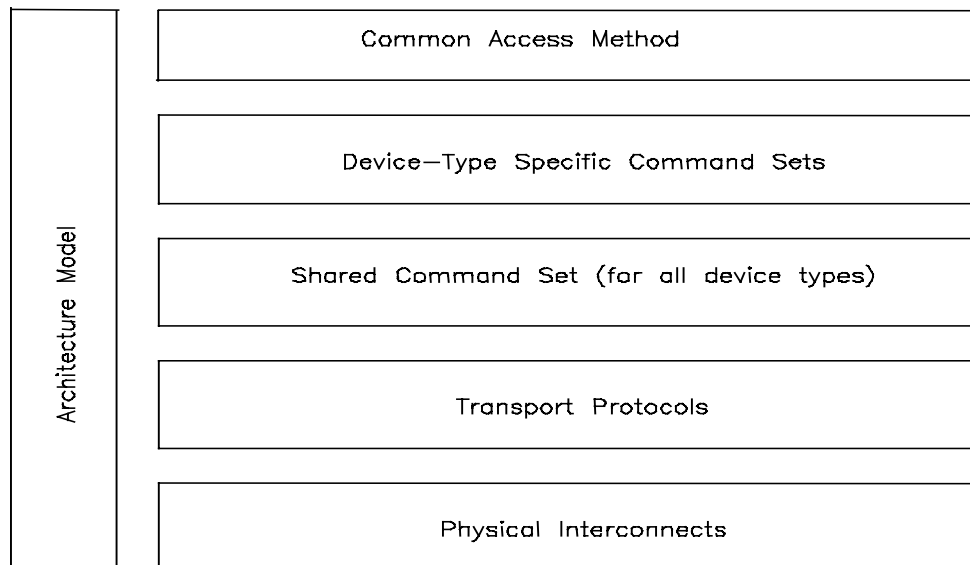 Common Access Method
Device-Type Specific Command Sets
Shared Command Set (for all device types)
Transport Protocols
Physical Interconnects
Architecture Model